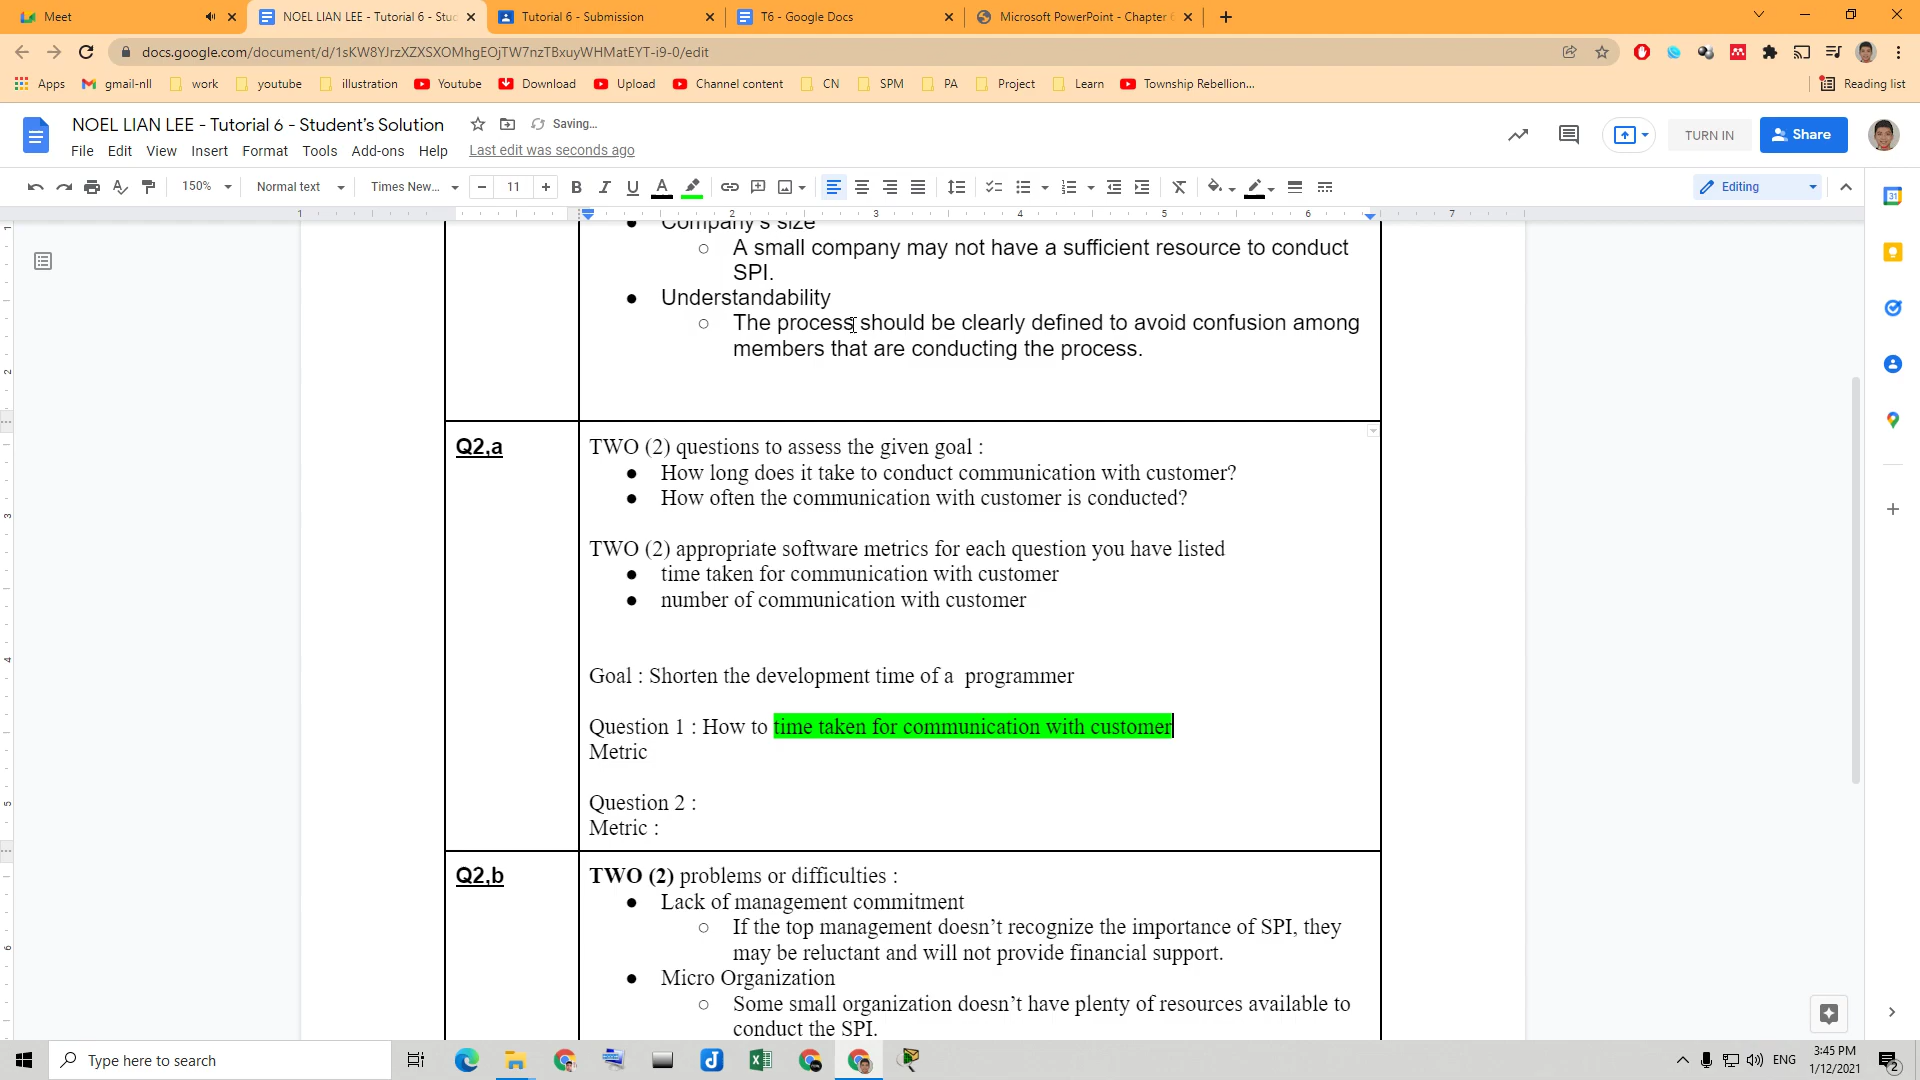 Meet
NOEL LIAN LEE - Tutorial 6 - Stuc
Tutorial 6 - Submission
T6 - Google Docs
Microsoft PowerPoint - Chapter
docs.google.com/document/d/1sKW8YJrzXZXSXOMhgEOjTW7nzTBxuyWHMatEYT-i9-0/edit
Apps
gmail-nll
work
youtube
illustration
Youtube
Download
Upload
Channel content
CN
SPM
PA
Project
Learn
Township Rebellion...
Reading list
NOEL LIAN LEE - Tutorial 6 - Student's Solution
Saving...
File Edit View Insert Format Tools Add-ons Help
Last edit was seconds ago
TURN IN
Share
150%
Normal text
Times New...
11
Editing
1 2 3 4 5 6 7
Company's size
A small company may not have a sufficient resource to conduct
SPI.
Understandability
The process should be clearly defined to avoid confusion among
members that are conducting the process.
Q2,a
TWO (2) questions to assess the given goal :
How long does it take to conduct communication with customer?
How often the communication with customer is conducted?
TWO (2) appropriate software metrics for each question you have listed
time taken for communication with customer
number of communication with customer
Goal : Shorten the development time of a  programmer
Question 1 : How to time taken for communication with customer
Metric
Question 2 :
Metric :
Q2,b
TWO (2) problems or difficulties :
Lack of management commitment
If the top management doesn't recognize the importance of SPI, they
may be reluctant and will not provide financial support.
Micro Organization
Some small organization doesn't have plenty of resources available to
conduct the SPI.
Type here to search
ENG
3:45 PM
1/12/2021
2